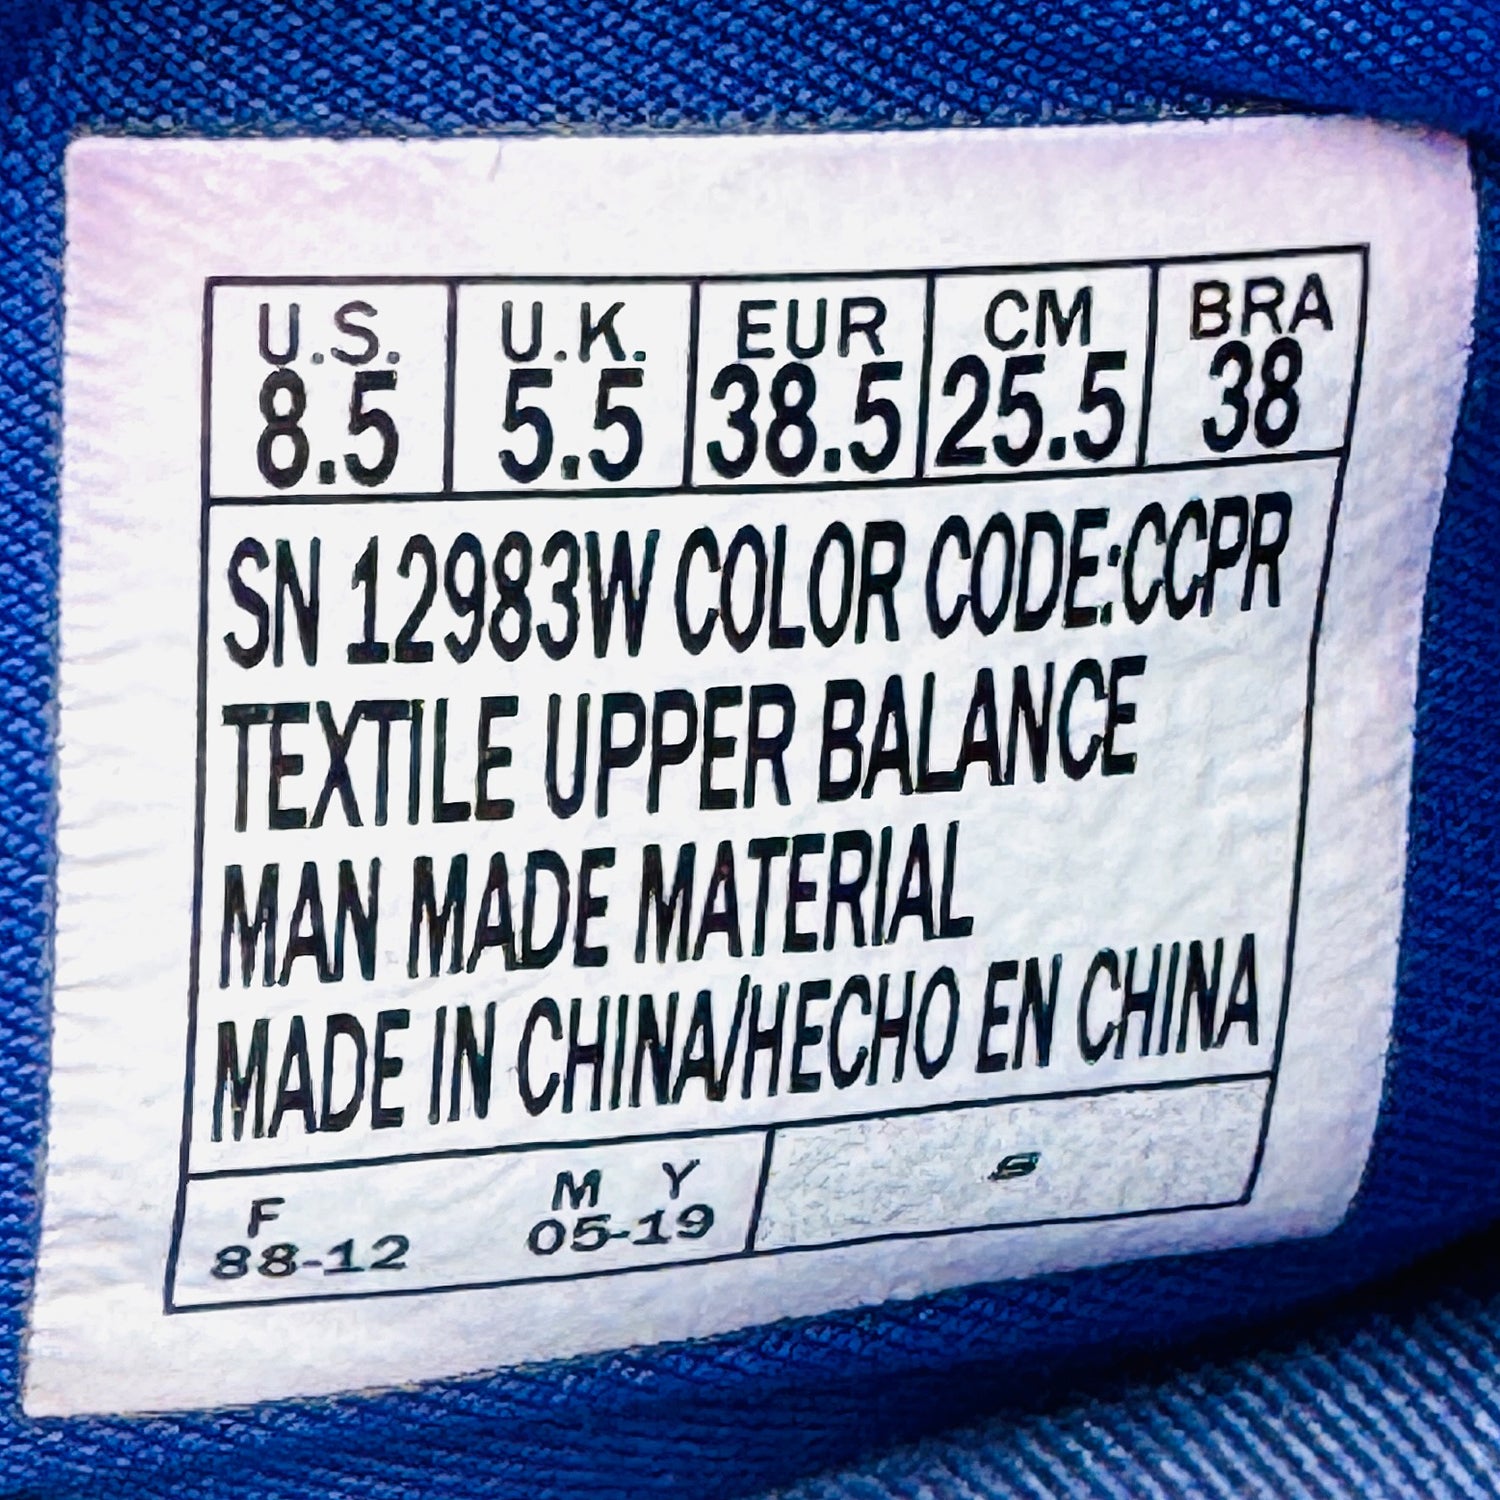 U.S. U.K. EUR CM BRA
8.5 5.5 38.5 25.5 38
SN 12983W COLOR CODE:CCPR
TEXTILE UPPER BALANCE
MAN MADE MATERIAL
MADE IN CHINA/HECHO EN CHINA
F M Y
88-12 05-19